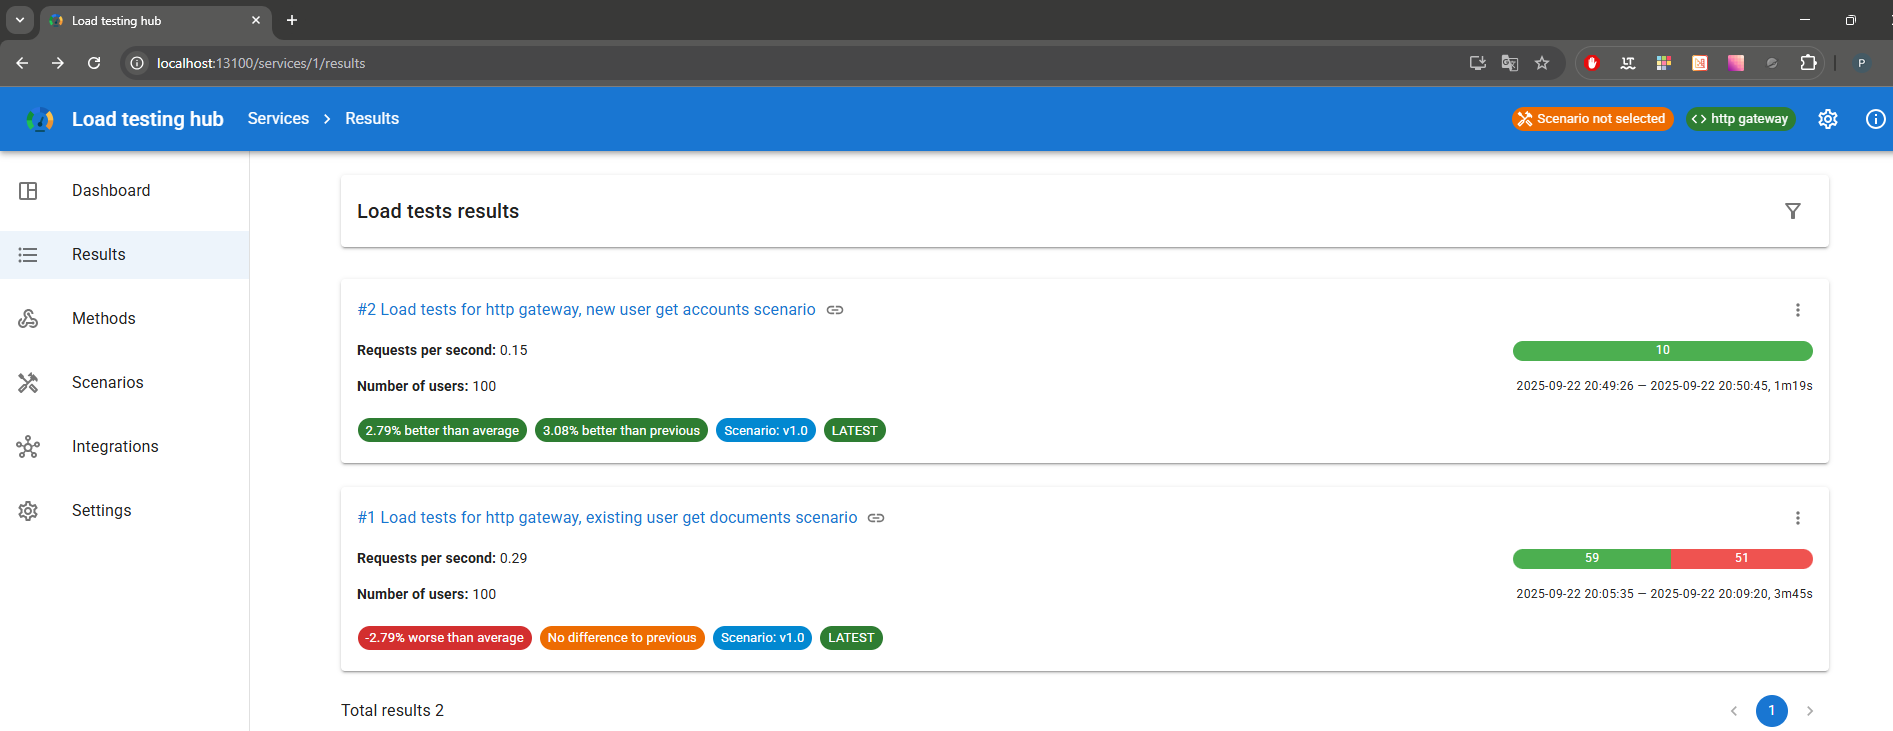 Load testing hub
localhost:13100/services/1/results
P
Load testing hub Services > Results
Scenario not selected
<> http gateway
Dashboard
Results
Methods
Scenarios
Integrations
Settings
Load tests results
#2 Load tests for http gateway, new user get accounts scenario
Requests per second: 0.15
10
Number of users: 100
2025-09-22 20:49:26 — 2025-09-22 20:50:45, 1m19s
2.79% better than average 3.08% better than previous Scenario: v1.0 LATEST
#1 Load tests for http gateway, existing user get documents scenario
Requests per second: 0.29
59 51
Number of users: 100
2025-09-22 20:05:35 — 2025-09-22 20:09:20, 3m45s
-2.79% worse than average No difference to previous Scenario: v1.0 LATEST
Total results 2
1